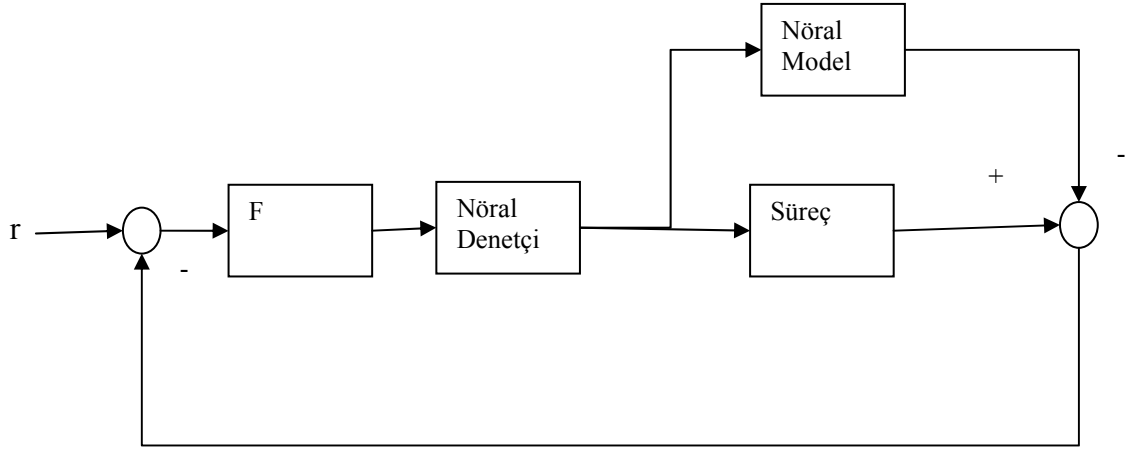 Nöral
Model
-
+
r
F
Nöral
Denetçi
Süreç
-